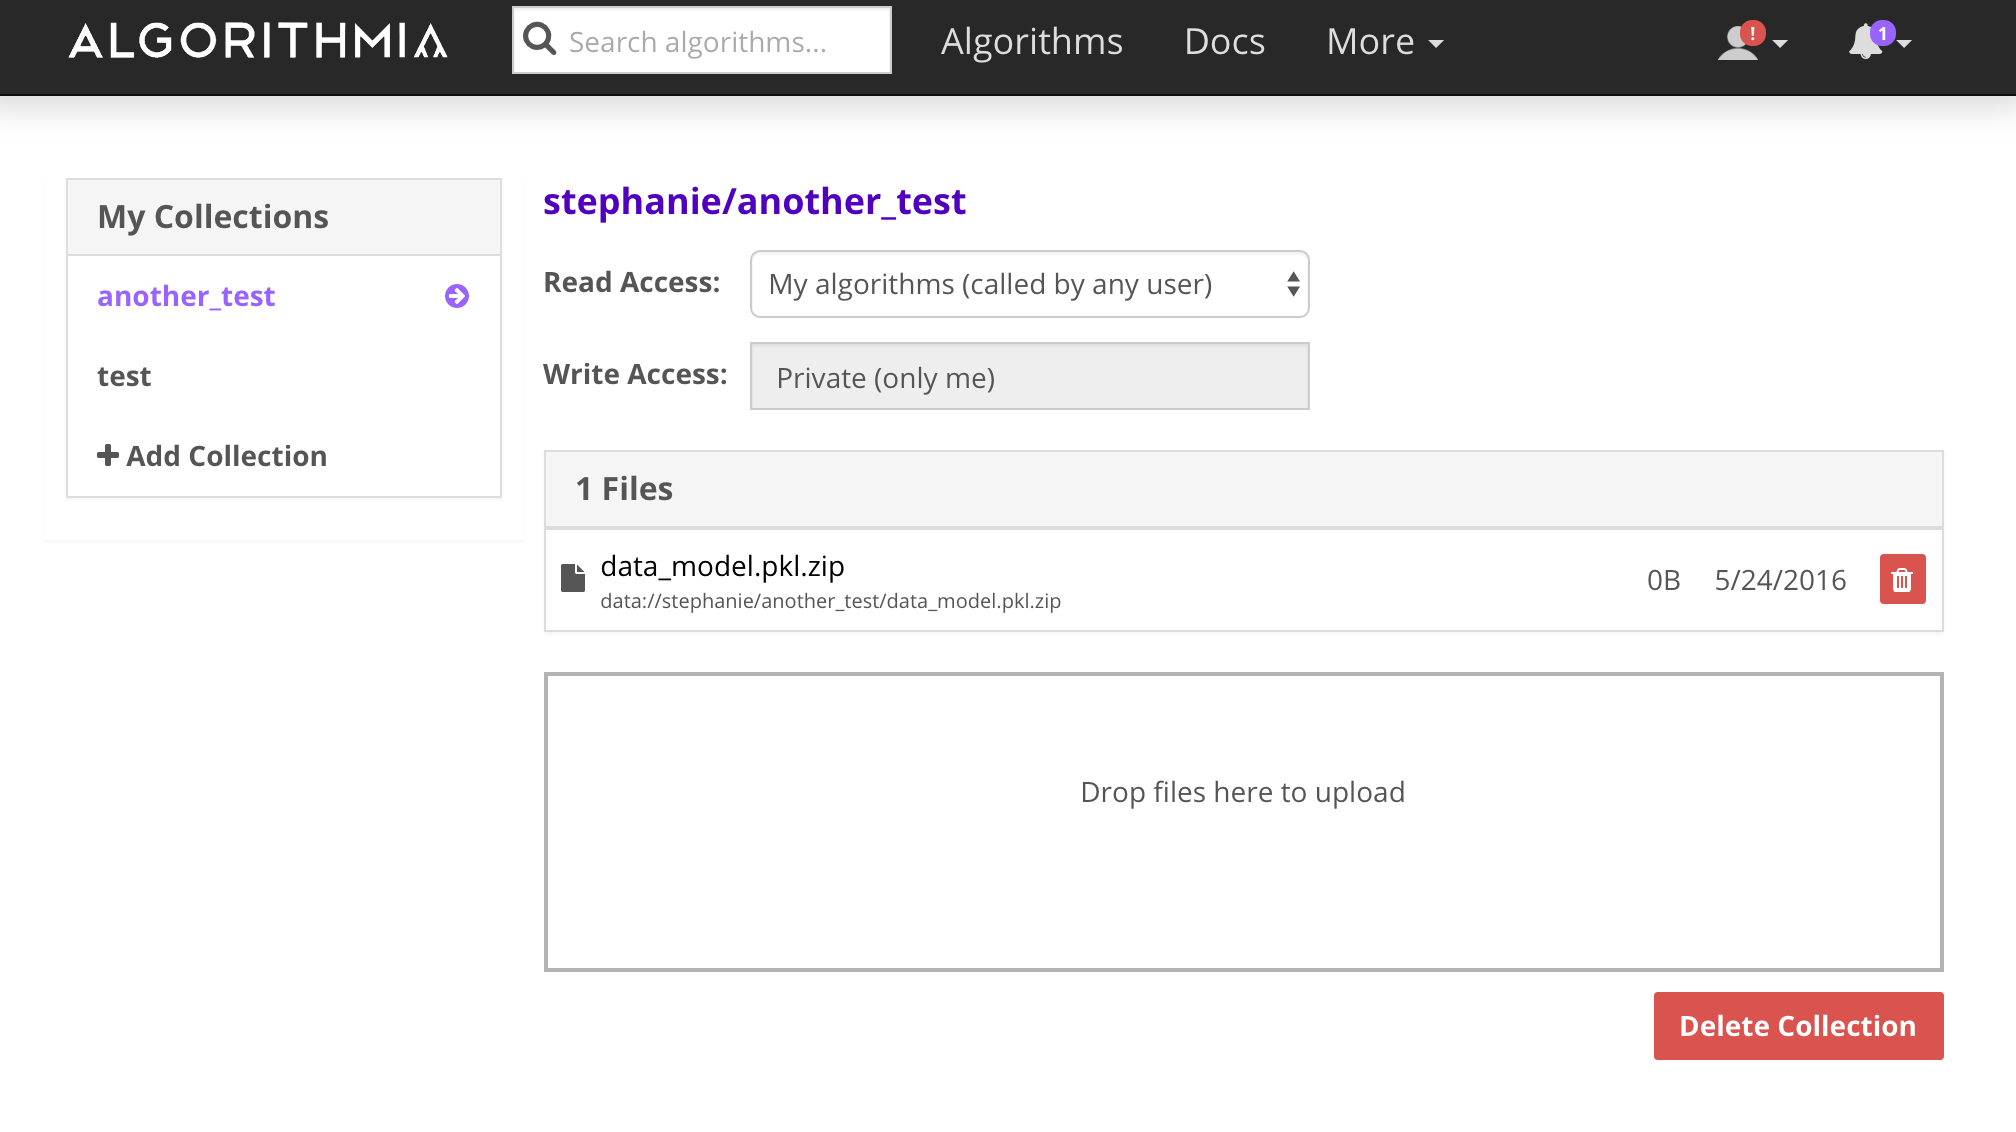 ALGORITHMIA
Search algorithms...
Algorithms
Docs
More
!
1
My Collections
another_test
test
Add Collection
stephanie/another_test
Read Access:
My algorithms (called by any user)
Write Access:
Private (only me)
1 Files
data_model.pkl.zip
data://stephanie/another_test/data_model.pkl.zip
0B
5/24/2016
Drop files here to upload
Delete Collection